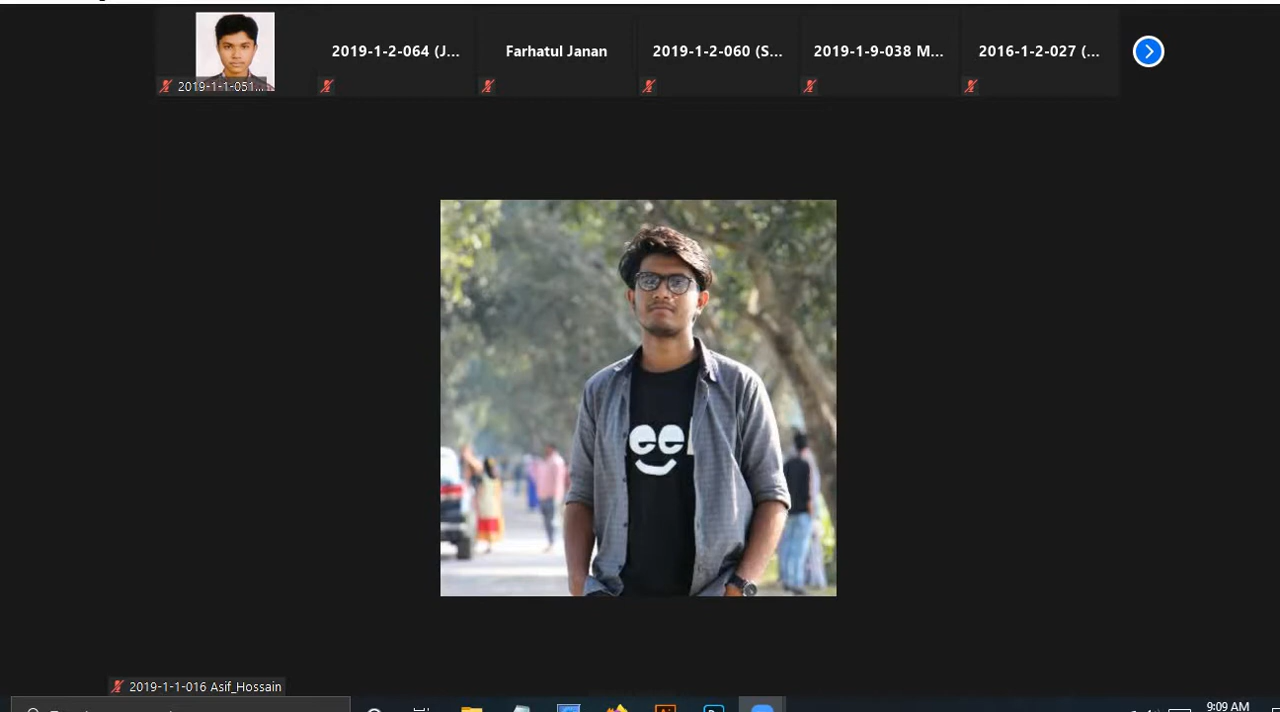 2019-1-1-051...
2019-1-2-064 (J...
Farhatul Janan
2019-1-2-060 (S...
2019-1-9-038 M...
2016-1-2-027 (...
eel
2019-1-1-016 Asif_Hossain
Ai
9:09 AM